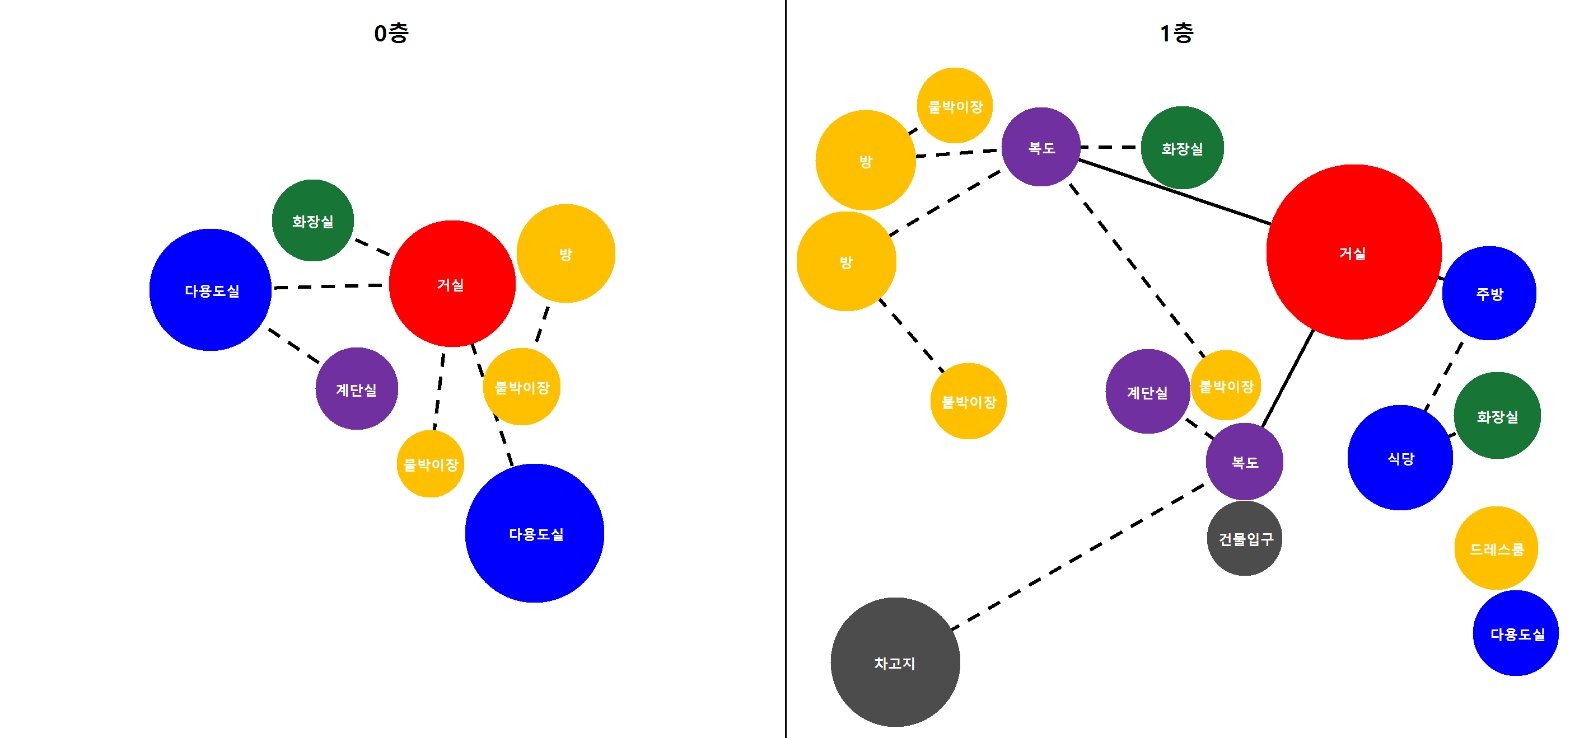 0층
화장실
방
다용도실
거실
계단실
붙박이장
붙박이장
다용도실
1층
붙박이장
복도
화장실
방
방
거실
주방
계단실
붙박이장
붙박이장
화장실
복도
식당
건물입구
드레스룸
다용도실
차고지